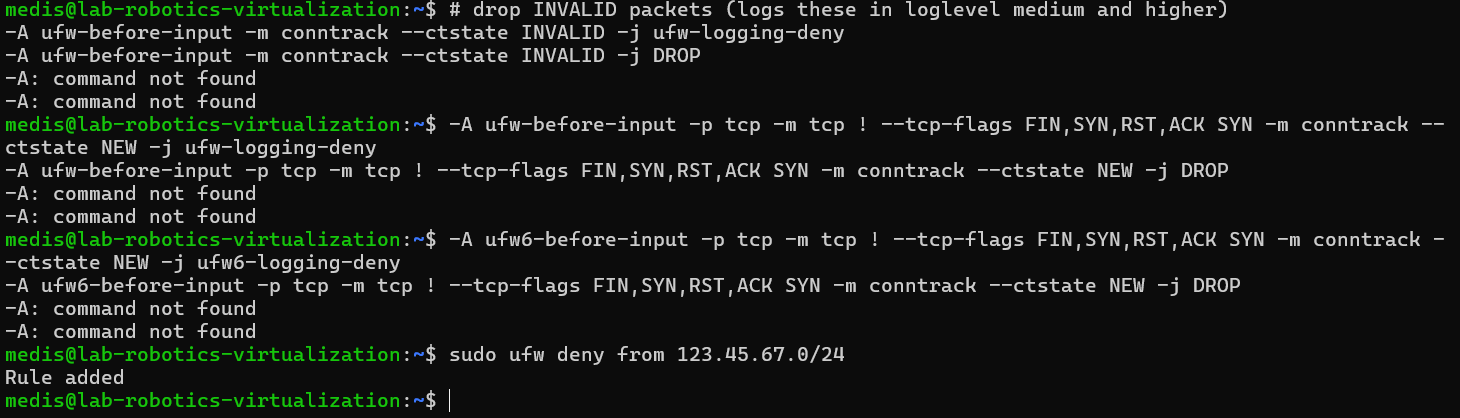 medis@lab-robotics-virtualization:~$ # drop INVALID packets (logs these in loglevel medium and higher)
-A ufw-before-input -m conntrack --ctstate INVALID -j ufw-logging-deny
-A ufw-before-input -m conntrack --ctstate INVALID -j DROP
-A: command not found
-A: command not found
medis@lab-robotics-virtualization:~$ -A ufw-before-input -p tcp -m tcp ! --tcp-flags FIN,SYN,RST,ACK SYN -m conntrack --
ctstate NEW -j ufw-logging-deny
-A ufw-before-input -p tcp -m tcp ! --tcp-flags FIN,SYN,RST,ACK SYN -m conntrack --ctstate NEW -j DROP
-A: command not found
-A: command not found
medis@lab-robotics-virtualization:~$ -A ufw6-before-input -p tcp -m tcp ! --tcp-flags FIN,SYN,RST,ACK SYN -m conntrack -
-ctstate NEW -j ufw6-logging-deny
-A ufw6-before-input -p tcp -m tcp ! --tcp-flags FIN,SYN,RST,ACK SYN -m conntrack --ctstate NEW -j DROP
-A: command not found
-A: command not found
medis@lab-robotics-virtualization:~$ sudo ufw deny from 123.45.67.0/24
Rule added
medis@lab-robotics-virtualization:~$